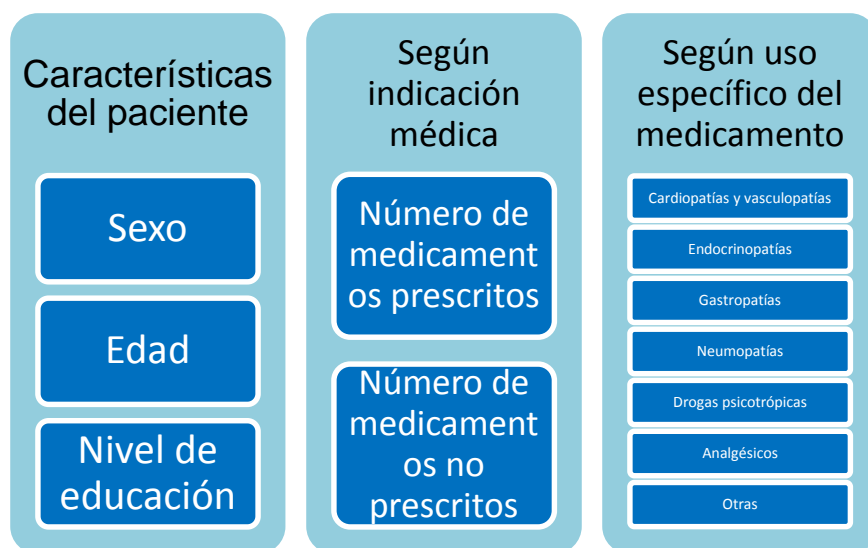 Características
del paciente
Sexo
Edad
Nivel de
educación
Según
indicación
médica
Número de
medicament
os prescritos
Número de
medicament
os no
prescritos
Según uso
específico del
medicamento
Cardiopatías y vasculopatías
Endocrinopatías
Gastropatías
Neumopatías
Drogas psicotrópicas
Analgésicos
Otras